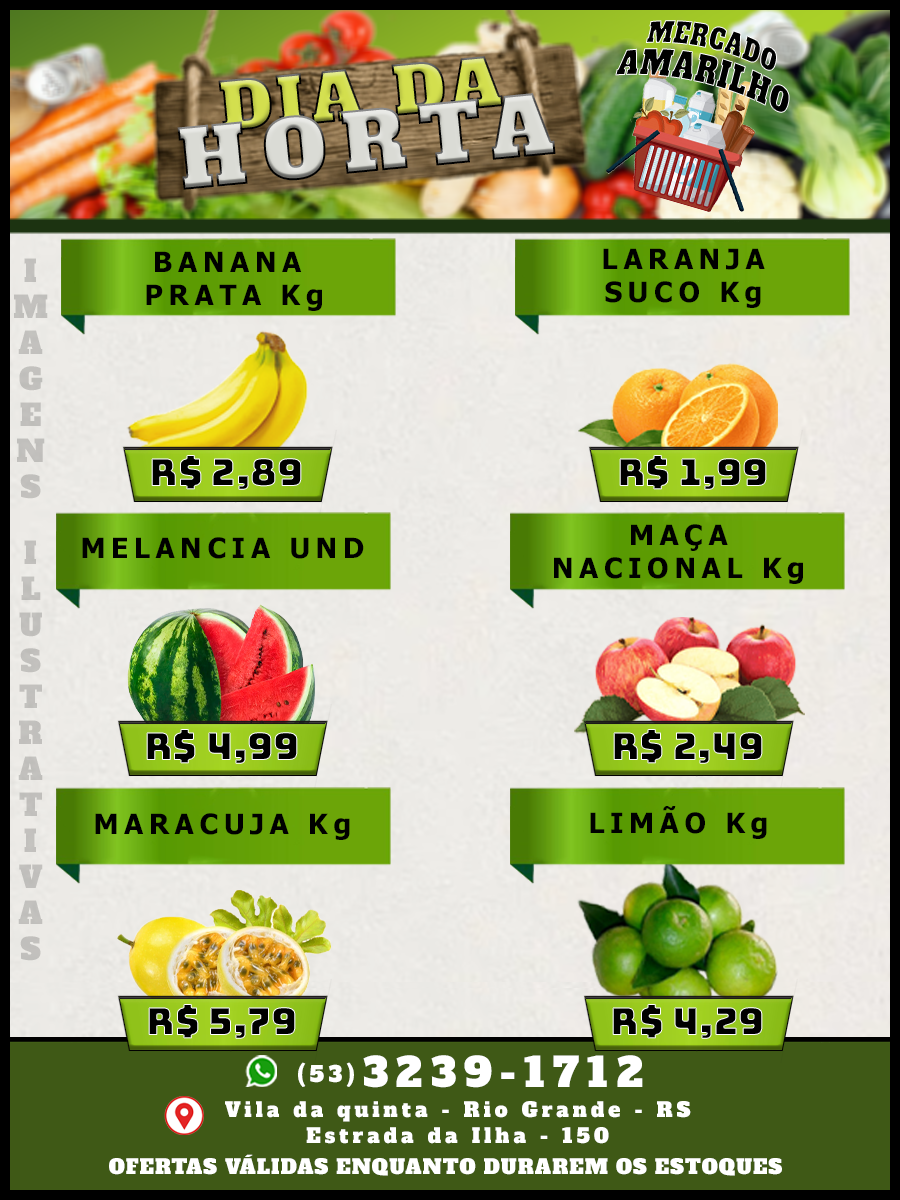 DIA DA
HORTA
MERCADO
AMARILHO
IMAGENS ILUSTRATIVAS
BANANA
PRATA Kg
R$ 2,89
LARANJA
SUCO Kg
R$ 1,99
MELANCIA UND
R$ 4,99
MAÇA
NACIONAL Kg
R$ 2,49
MARACUJA Kg
R$ 5,79
LIMÃO Kg
R$ 4,29
(53) 3239-1712
Vila da quinta - Rio Grande - RS
Estrada da Ilha - 150
OFERTAS VÁLIDAS ENQUANTO DURAREM OS ESTOQUES